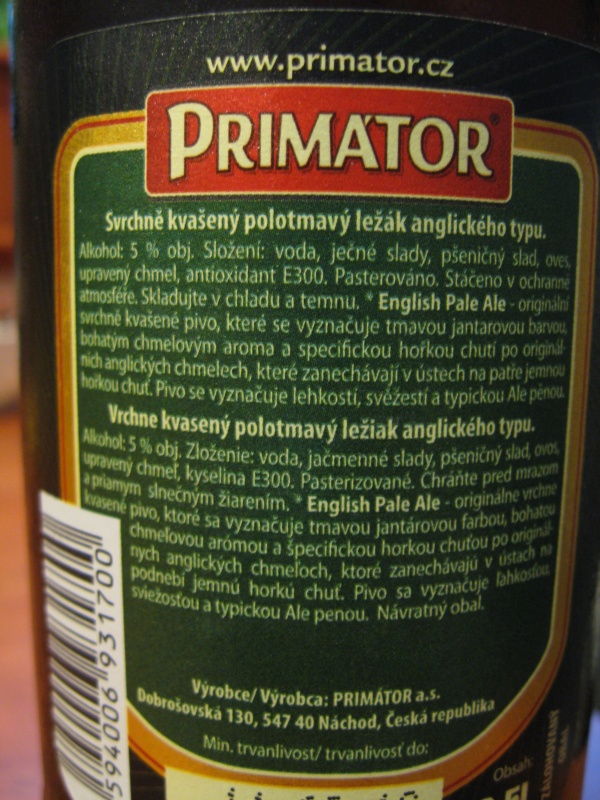 www.primator.cz
PRIMÁTOR®
Svrchně kvašený polotmavý ležák anglického typu.
Alkohol: 5 % obj. Složení: voda, ječné slady, pšeničný slad, oves,
upravený chmel, antioxidant E300. Pasterováno. Stáčeno v ochranné
atmosféře. Skladujte v chladu a temnu. * English Pale Ale - originální
svrchně kvašené pivo, které se vyznačuje tmavou jantarovou barvou,
bohatým chmelovým aroma a specifickou hořkou chutí po originál-
ních anglických chmelech, které zanechávají v ústech na patře jemnou
hořkou chuť. Pivo se vyznačuje lehkostí, svěžestí a typickou Ale pěnou.
Vrchne kvasený polotmavý ležiak anglického typu.
Alkohol: 5 % obj. Zloženie: voda, jačmenné slady, pšeničný slad, ovos,
upravený chmeľ, kyselina E300. Pasterizované. Chráňte pred mrazom
a priamym slnečným žiarením. * English Pale Ale - originálne vrchne
kvasené pivo, ktoré sa vyznačuje tmavou jantárovou farbou, bohatou
chmeľovou arómou a špecifickou horkou chuťou po originál-
nych anglických chmeľoch, ktoré zanechávajú v ústach na
podnebí jemnú horkú chuť. Pivo sa vyznačuje ľahkosťou,
sviežosťou a typickou Ale penou. Návratný obal.
Výrobce/ Výrobca: PRIMÁTOR a.s.
Dobrošovská 130, 547 40 Náchod, Česká republika
Min. trvanlivost/ trvanlivosť do:
Obsah:
ZÁLOHOVANÝ
OBAL
594006 931700